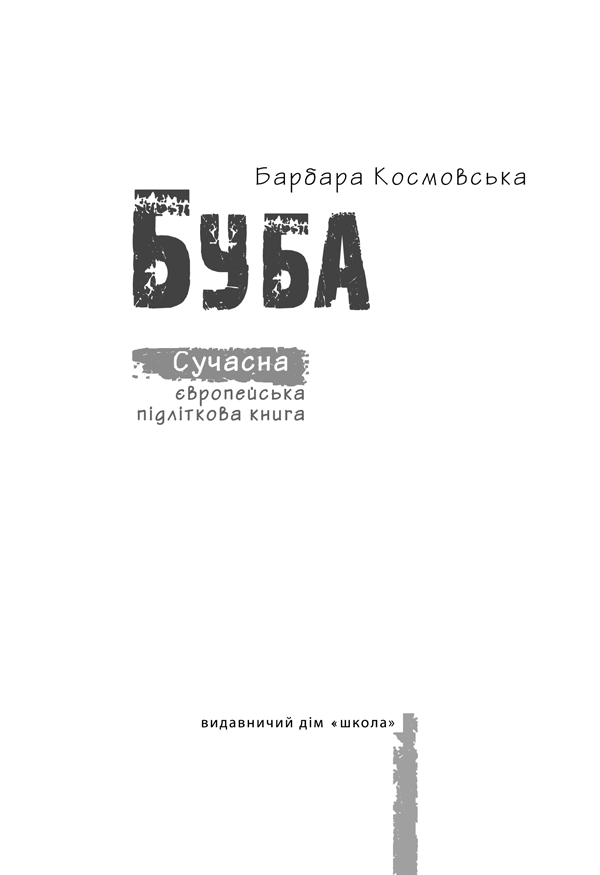 Барбара Космовська
Буба
Сучасна
європейська
підліткова книга
видавничий дім «школа»